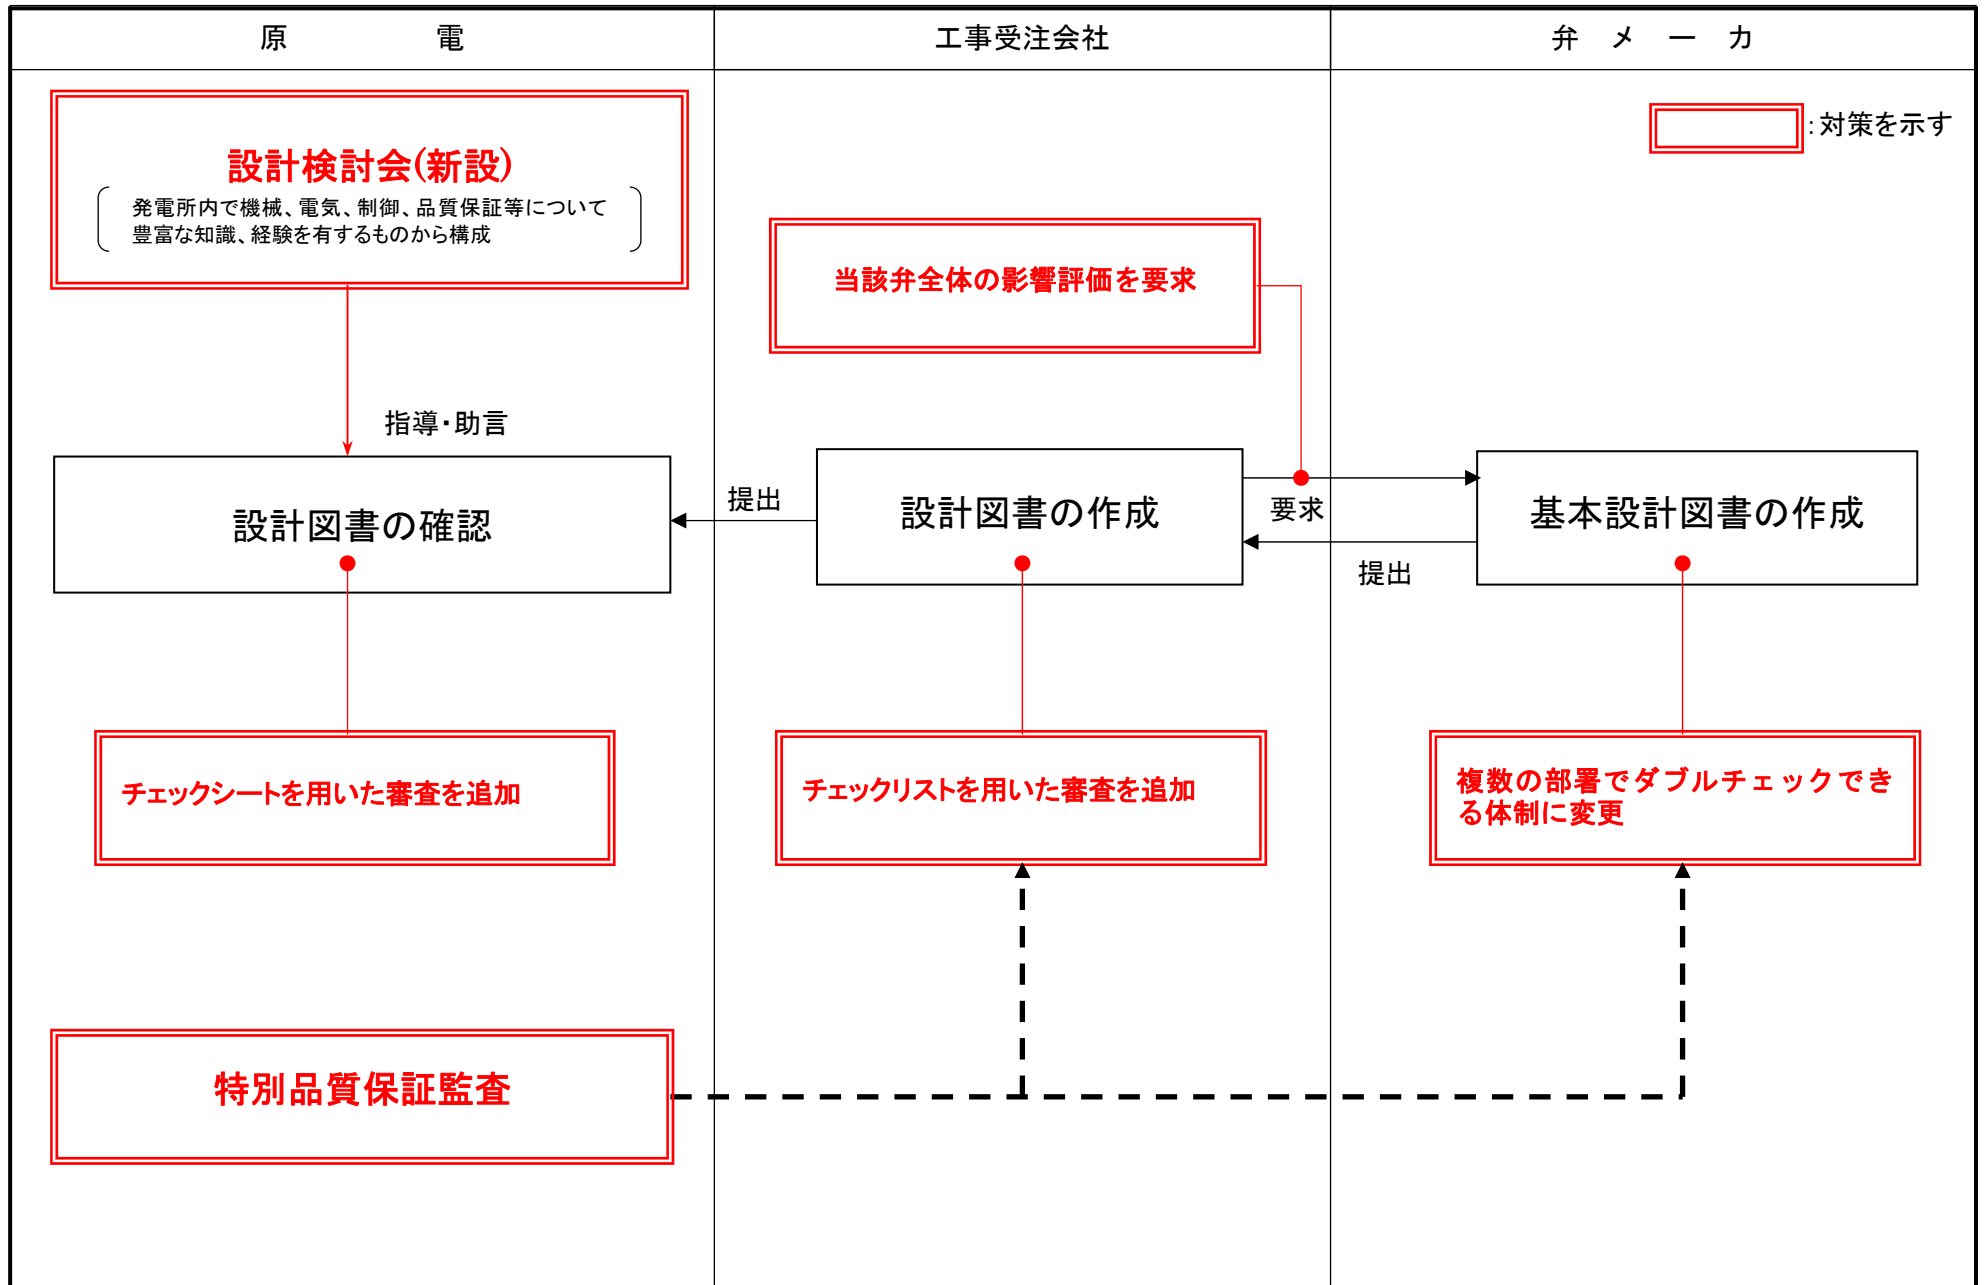 原 電
工事受注会社
弁 メ ー カ
:対策を示す
設計検討会(新設)
発電所内で機械、電気、制御、品質保証等について
豊富な知識、経験を有するものから構成
当該弁全体の影響評価を要求
指導・助言
設計図書の確認
提出
設計図書の作成
要求
提出
基本設計図書の作成
チェックシートを用いた審査を追加
チェックリストを用いた審査を追加
複数の部署でダブルチェックでき
る体制に変更
特別品質保証監査